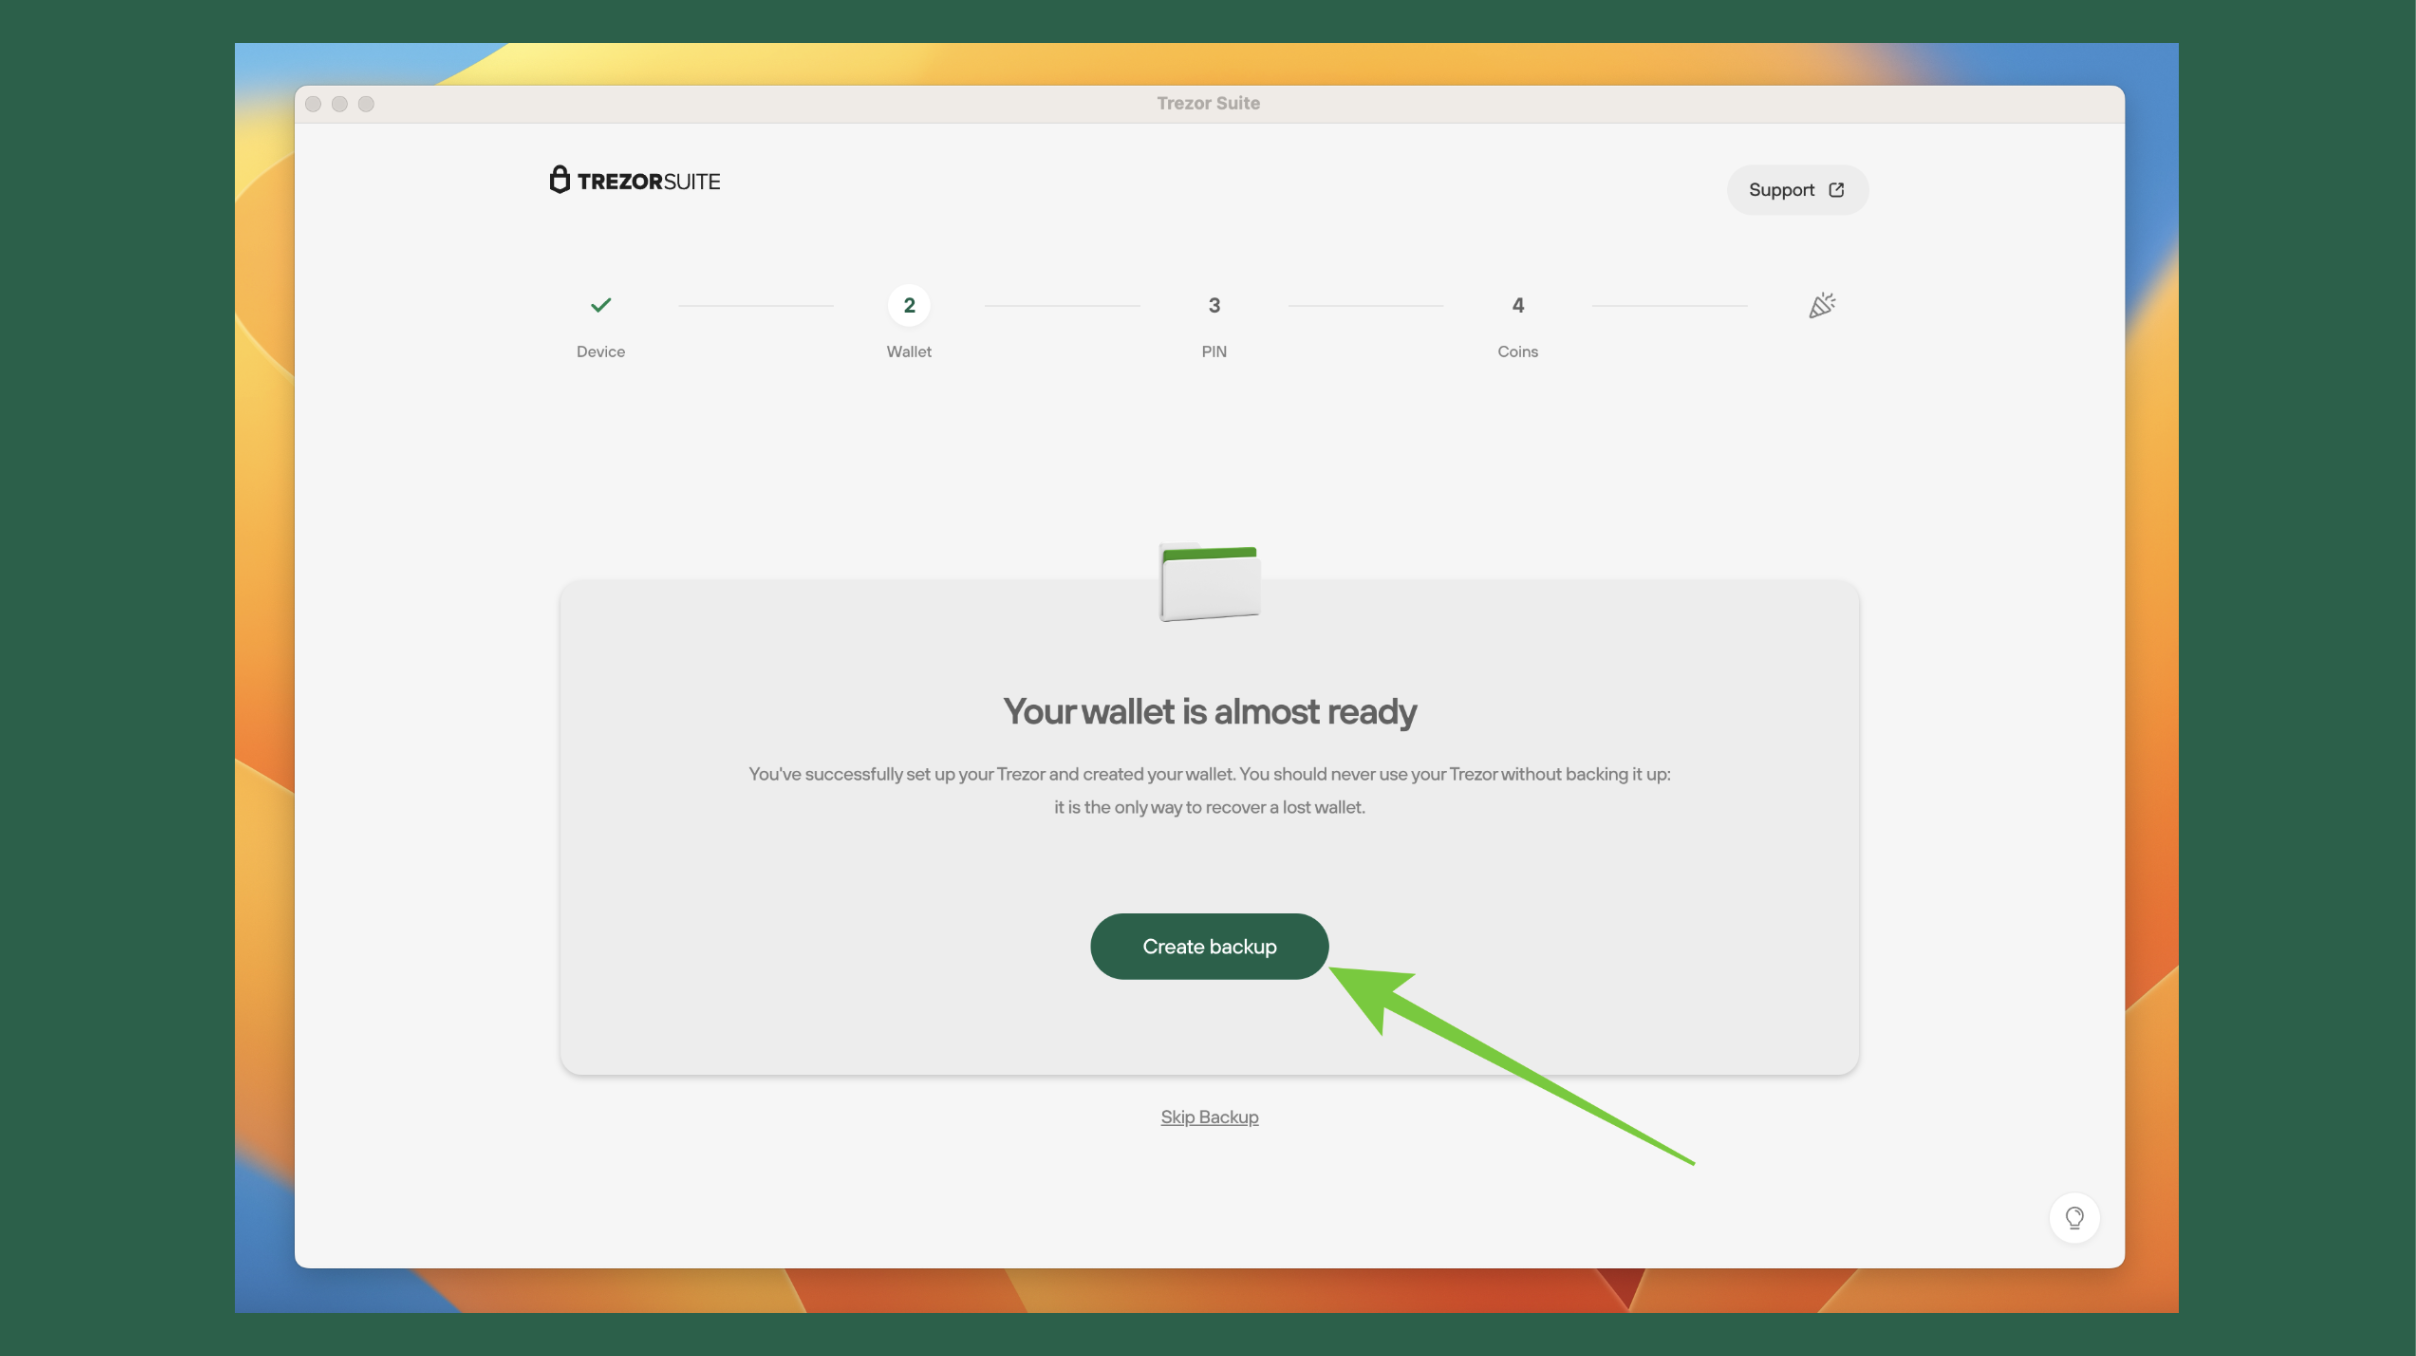 Trezor Suite
TREZORSUITE
Support
2
3
4
Device
Wallet
PIN
Coins
Your wallet is almost ready
You've successfully set up your Trezor and created your wallet. You should never use your Trezor without backing it up:
it is the only way to recover a lost wallet.
Create backup
Skip Backup